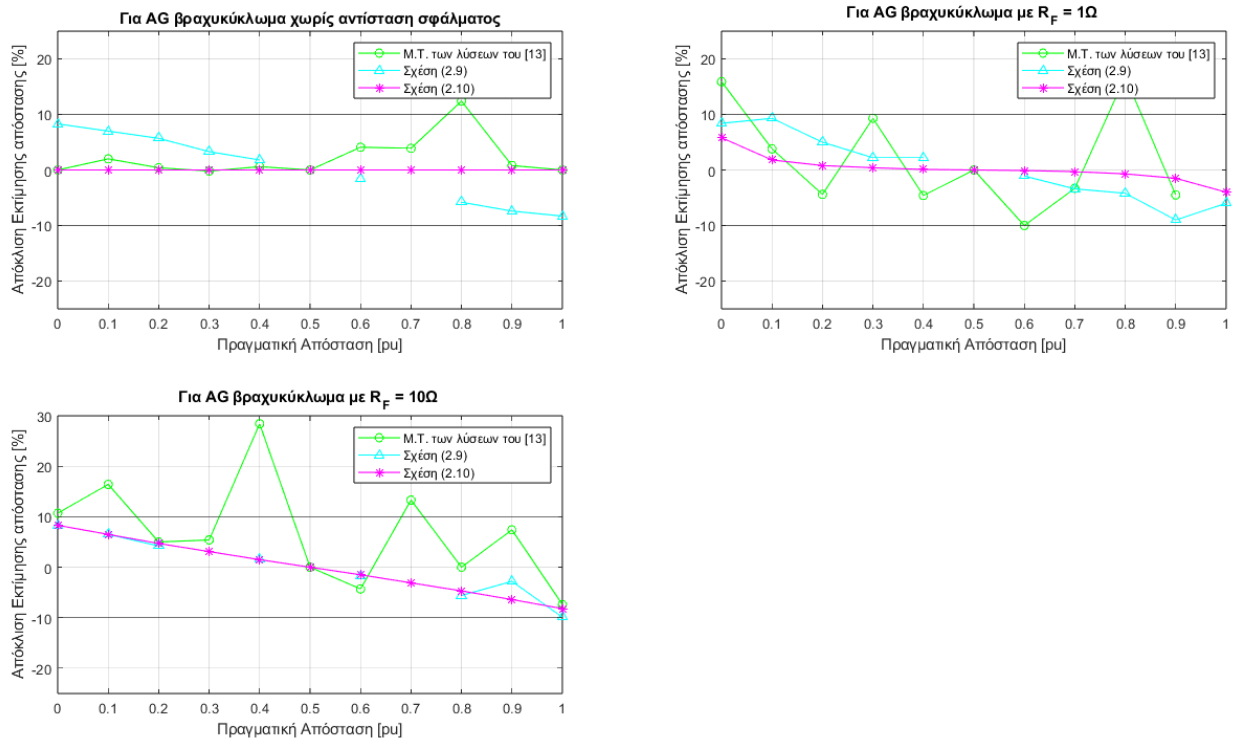 Για AG βραχυκύκλωμα χωρίς αντίσταση σφάλματος
Απόκλιση Εκτίμησης απόστασης [%]
20
10
0
-10
-20
Μ.Τ. των λύσεων του [13]
Σχέση (2.9)
Σχέση (2.10)
0 0.1 0.2 0.3 0.4 0.5 0.6 0.7 0.8 0.9 1
Πραγματική Απόσταση [pu]
Για AG βραχυκύκλωμα με R_F = 1Ω
Απόκλιση Εκτίμησης απόστασης [%]
20
10
0
-10
-20
Μ.Τ. των λύσεων του [13]
Σχέση (2.9)
Σχέση (2.10)
0 0.1 0.2 0.3 0.4 0.5 0.6 0.7 0.8 0.9 1
Πραγματική Απόσταση [pu]
Για AG βραχυκύκλωμα με R_F = 10Ω
Απόκλιση Εκτίμησης απόστασης [%]
30
20
10
0
-10
-20
Μ.Τ. των λύσεων του [13]
Σχέση (2.9)
Σχέση (2.10)
0 0.1 0.2 0.3 0.4 0.5 0.6 0.7 0.8 0.9 1
Πραγματική Απόσταση [pu]